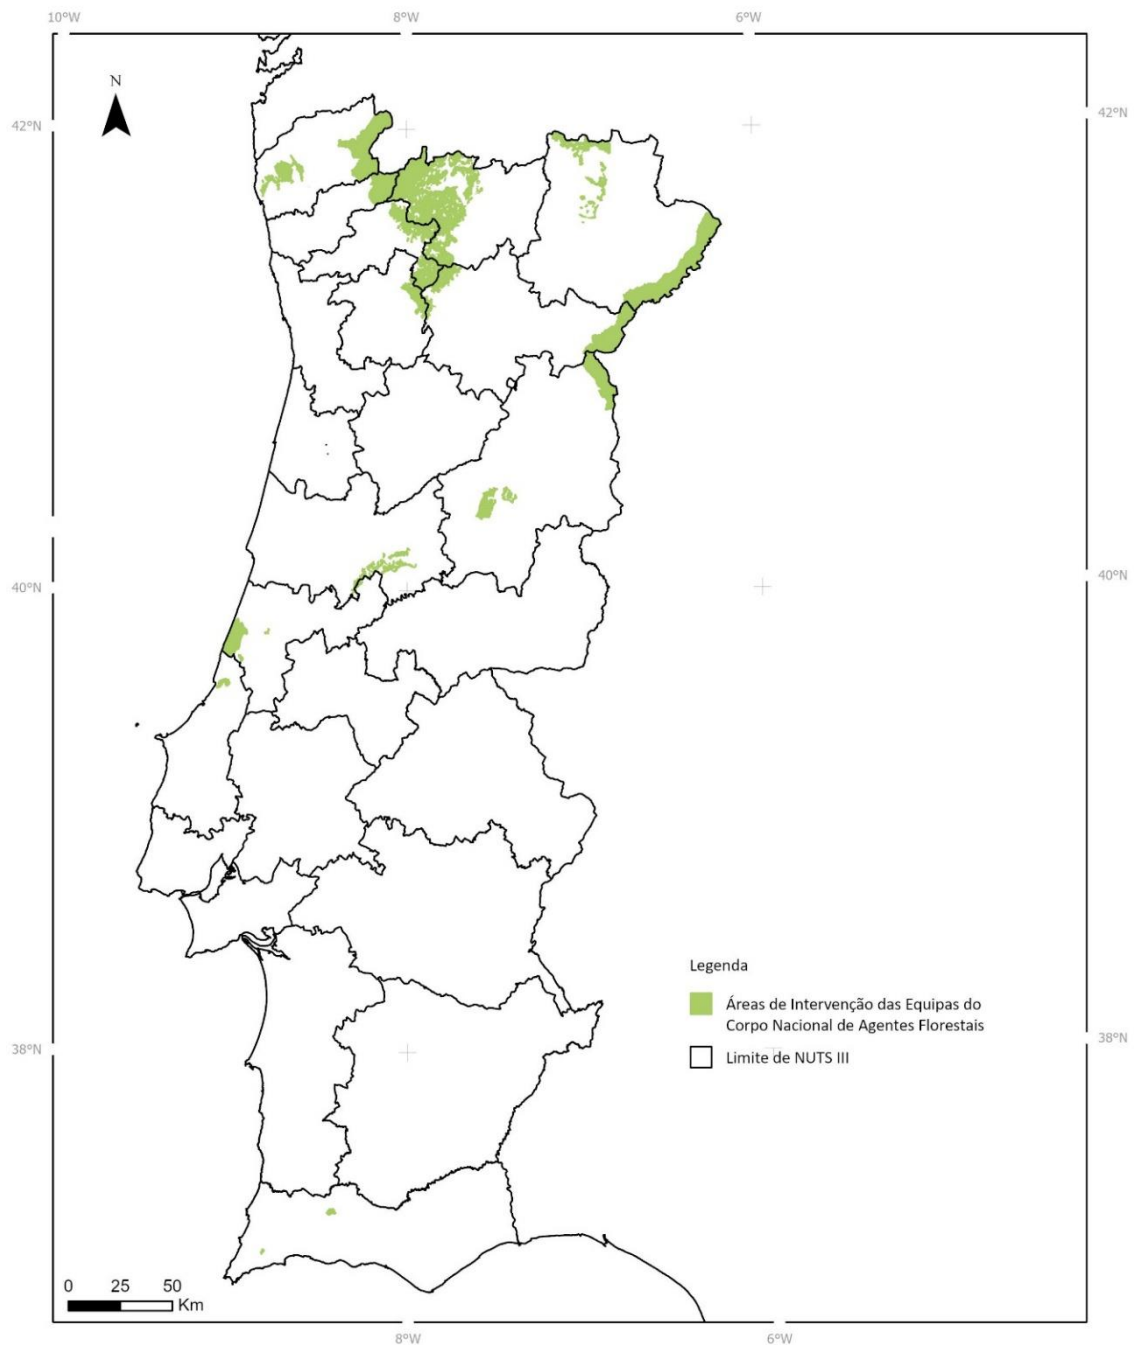 10°W 8°W 6°W
N
42°N 42°N
40°N 40°N
Legenda
Áreas de Intervenção das Equipas do
Corpo Nacional de Agentes Florestais
38°N 38°N
Limite de NUTS III
0 25 50
Km
8°W 6°W